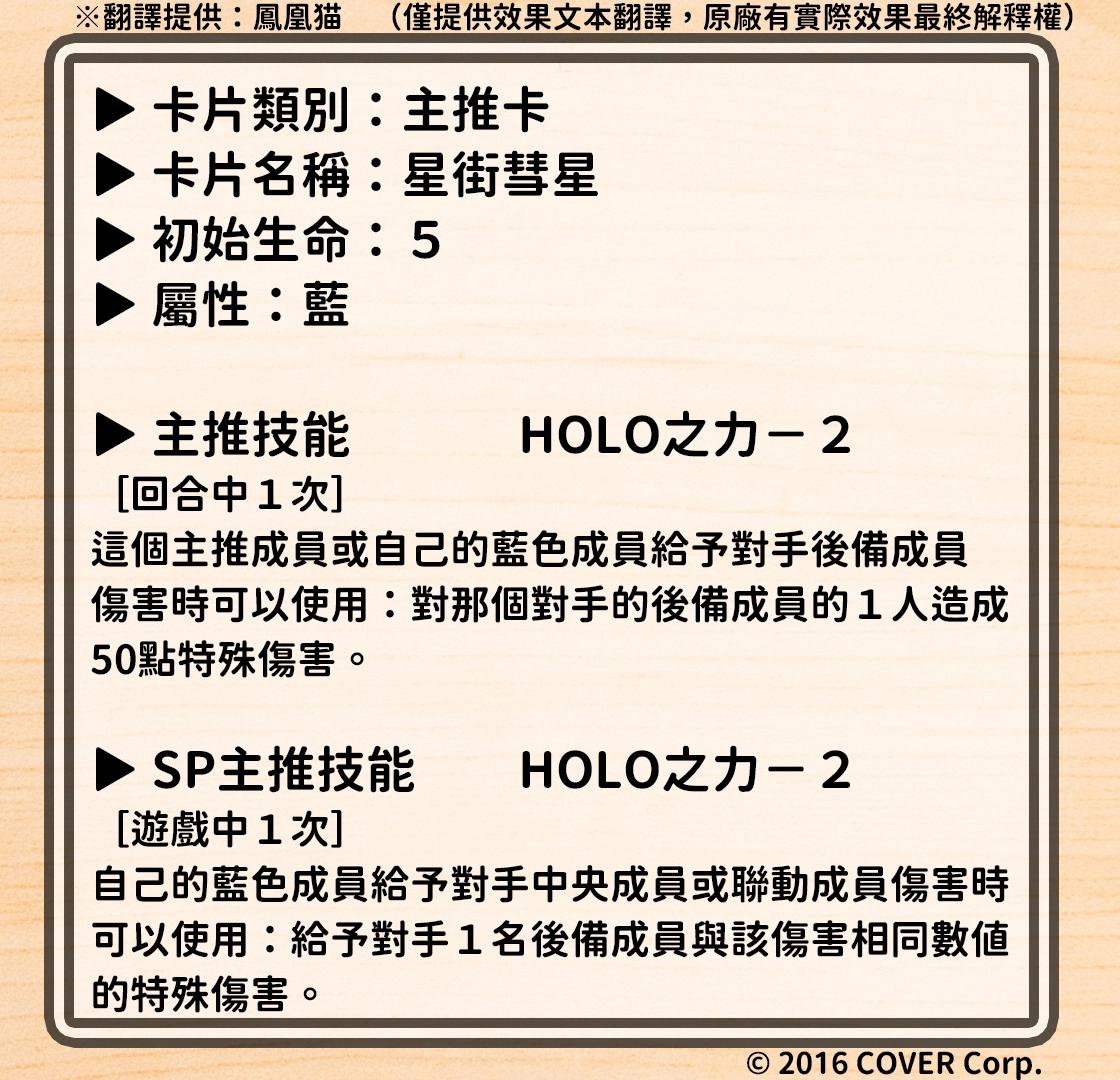 ※翻譯提供：鳳凰猫　（僅提供效果文本翻譯，原廠有實際效果最終解釋權）
▶ 卡片類別：主推卡
▶ 卡片名稱：星街彗星
▶ 初始生命：５
▶ 屬性：藍
▶ 主推技能　　　HOLO之力－２
［回合中１次］
這個主推成員或自己的藍色成員給予對手後備成員
傷害時可以使用：對那個對手的後備成員的１人造成
50點特殊傷害。
▶ SP主推技能　　HOLO之力－２
［遊戲中１次］
自己的藍色成員給予對手中央成員或聯動成員傷害時
可以使用：給予對手１名後備成員與該傷害相同數值
的特殊傷害。
© 2016 COVER Corp.